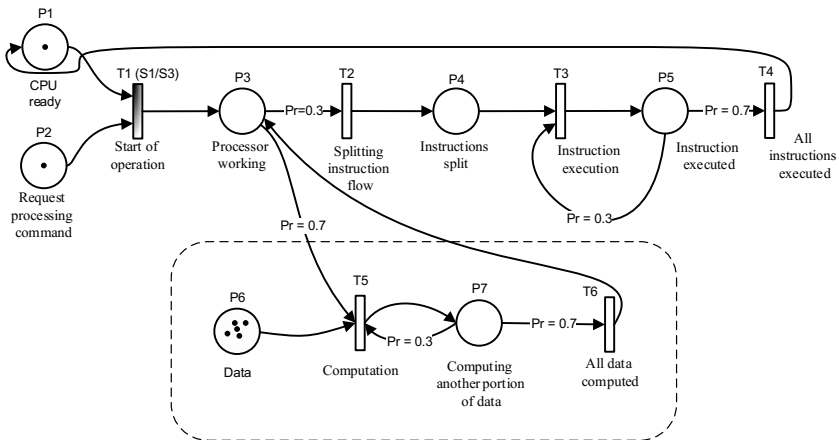 P1
CPU
ready
T1 (S1/S3)
Start of
operation
P2
Request
processing
command
P3
Processor
working
Pr=0.3
T2
Splitting
instruction
flow
P4
Instructions
split
T3
Instruction
execution
P5
Instruction
executed
Pr = 0.7
T4
All
instructions
executed
Pr = 0.3
Pr = 0.7
P6
Data
T5
Computation
Pr = 0.3
P7
Computing
another portion
of data
Pr = 0.7
T6
All data
computed